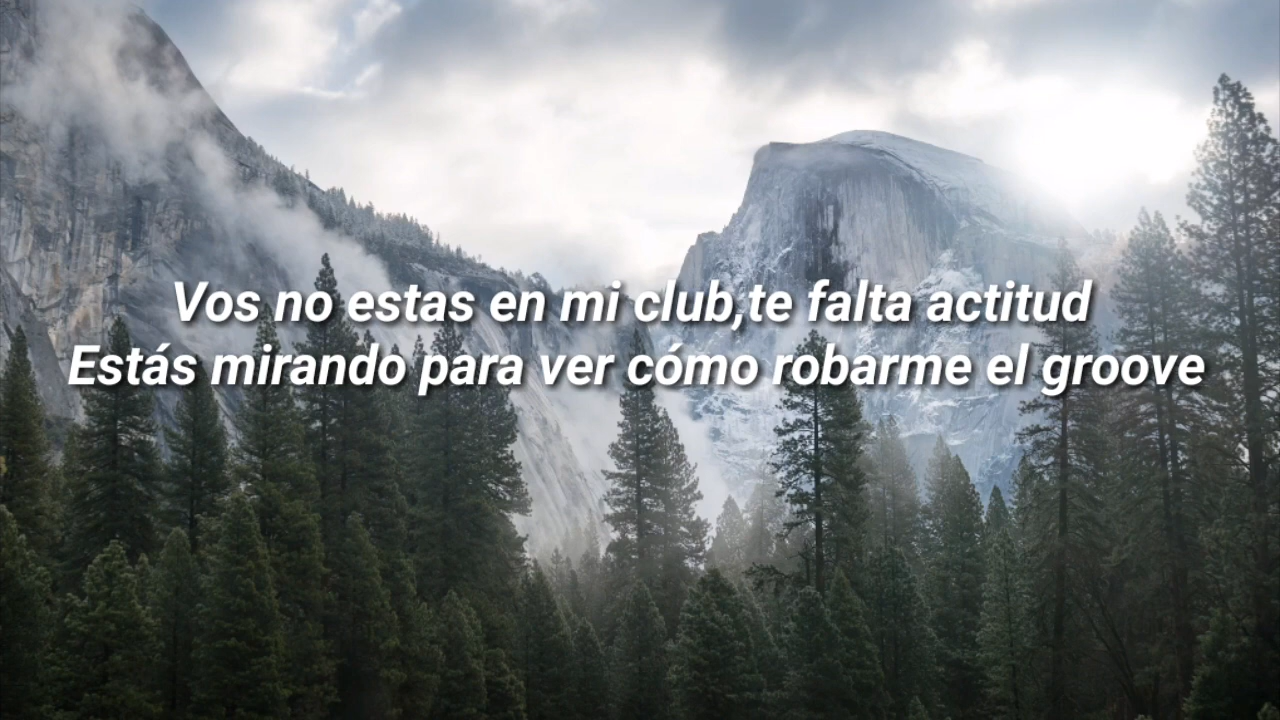 Vos no estas en mi club,te falta actitud
Estás mirando para ver cómo robarme el groove